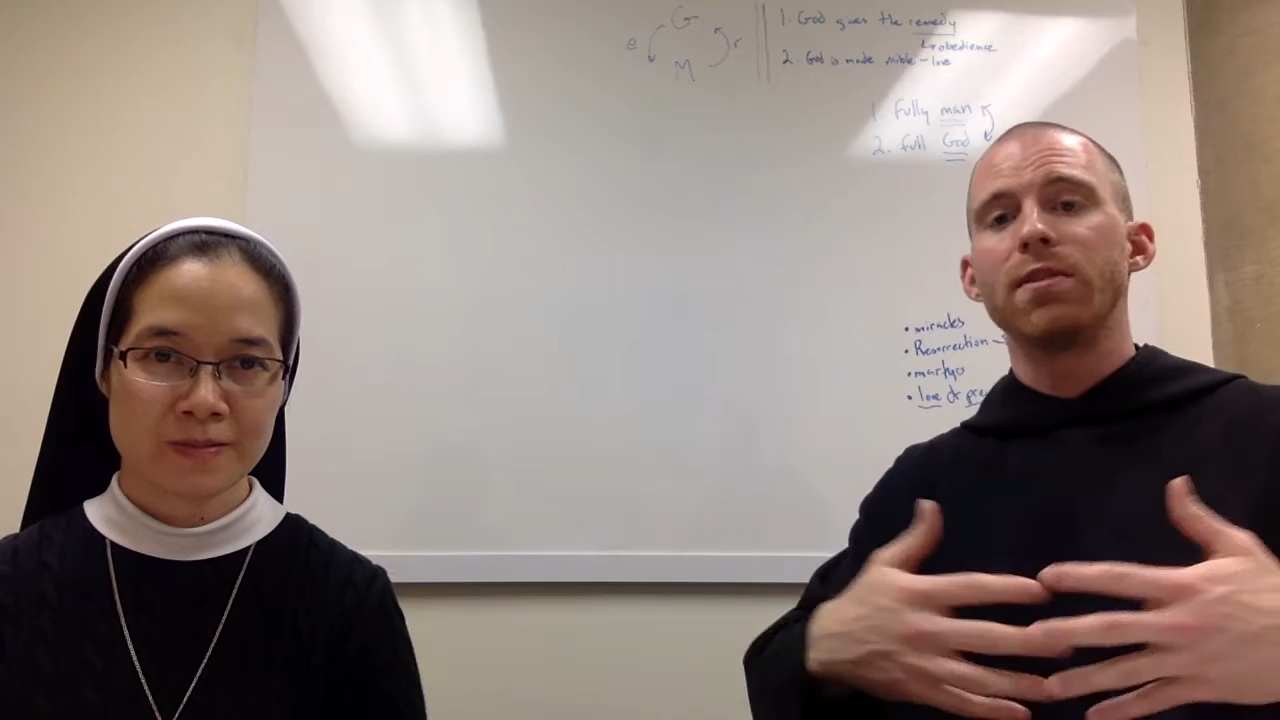 G
e r
M
1. God gives the remedy
↳ obedience
2. God is made visible - love
1 Fully man
2. full God
• miracles
• Resurrection -
• martyrs
• love of